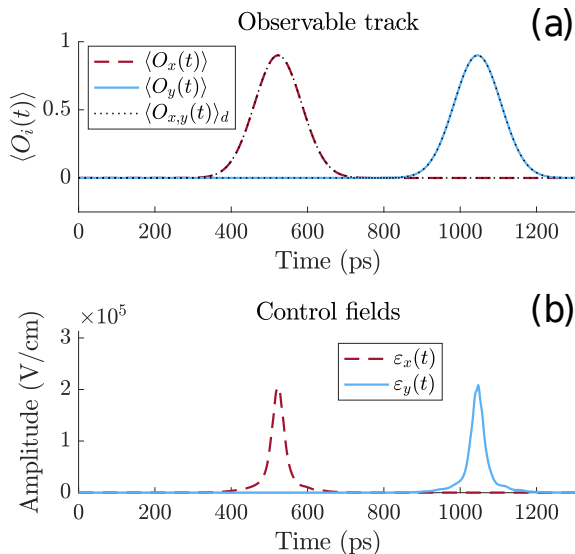 Observable track
(a)
1
0.5
0
⟨O_i(t)⟩
⟨O_x(t)⟩
⟨O_y(t)⟩
⟨O_{x,y}(t)⟩_d
0 200 400 600 800 1000 1200
Time (ps)
Control fields
(b)
×10^5
3
2
1
0
Amplitude (V/cm)
ε_x(t)
ε_y(t)
0 200 400 600 800 1000 1200
Time (ps)